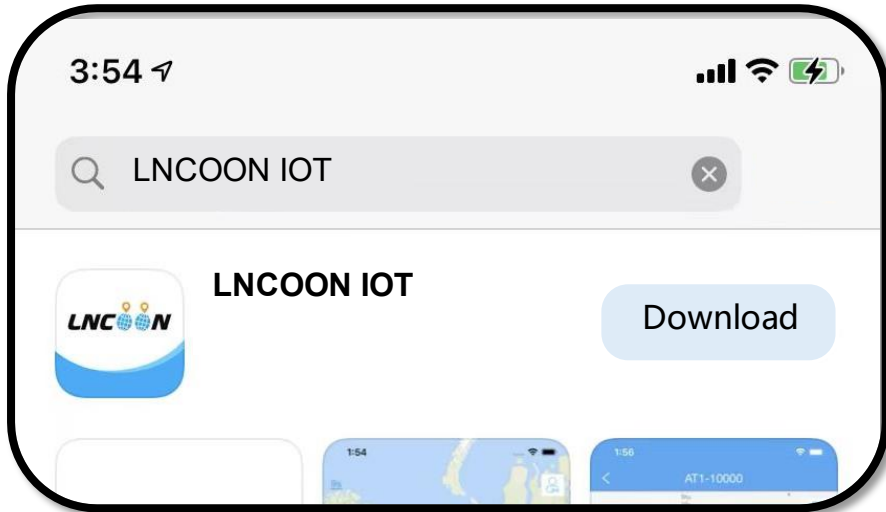 3:54
LNCOON IOT
LNCOON IOT
Download
LNCOON
1:54
1:56
AT1-10000